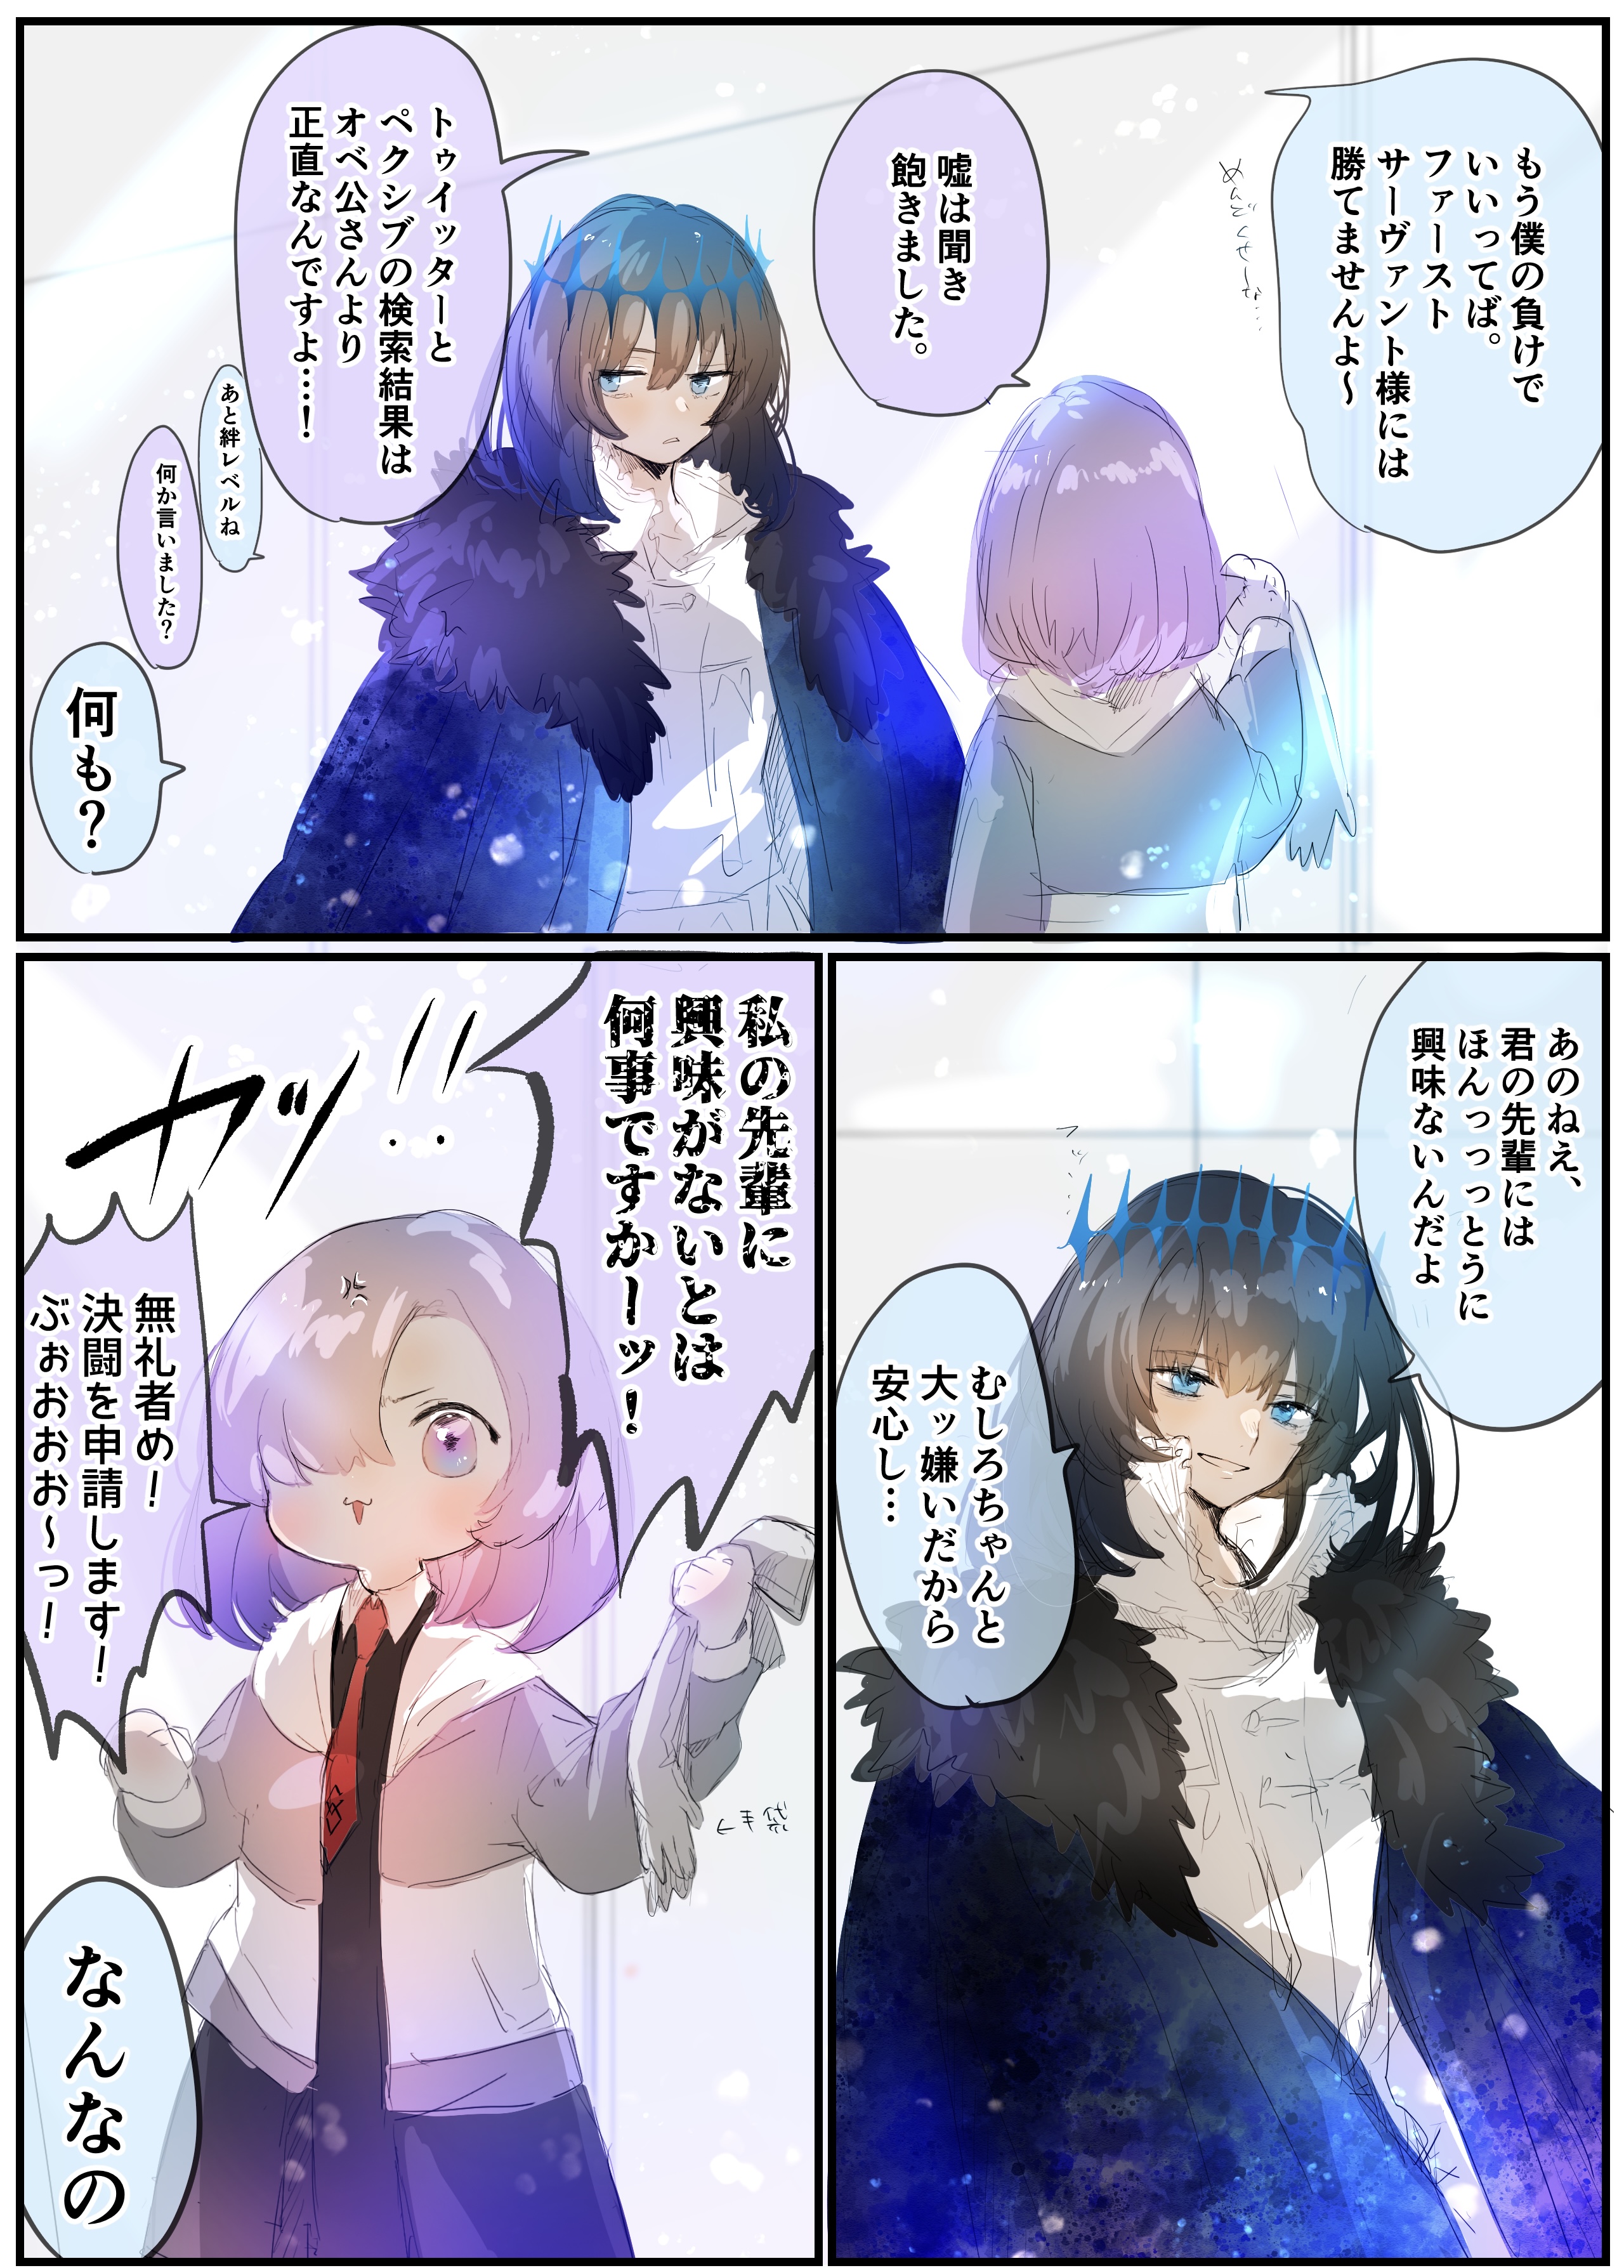 もう僕の負けで
いいってば。
ファースト
サーヴァント様には
勝てませんよ～
めんどくせーな…
嘘は聞き
飽きました。
トゥイッターと
ペクシブの検索結果は
オベ公さんより
正直なんですよ…！
あと絆レベルね
何か言いました？
何も？
あのねえ、
君の先輩には
ほんっっっとうに
興味ないんだよ
むしろちゃんと
大ッ嫌いだから
安心し…
私の先輩に
興味がないとは
何事ですかーッ！
カッ!!
無礼者め！
決闘を申請します！
ぶぉぉぉぉ～っ！
←手袋
なんなの